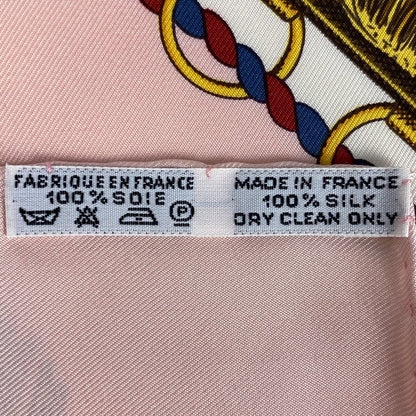 FABRIQUE EN FRANCE
100% SOIE
P
MADE IN FRANCE
100% SILK
DRY CLEAN ONLY